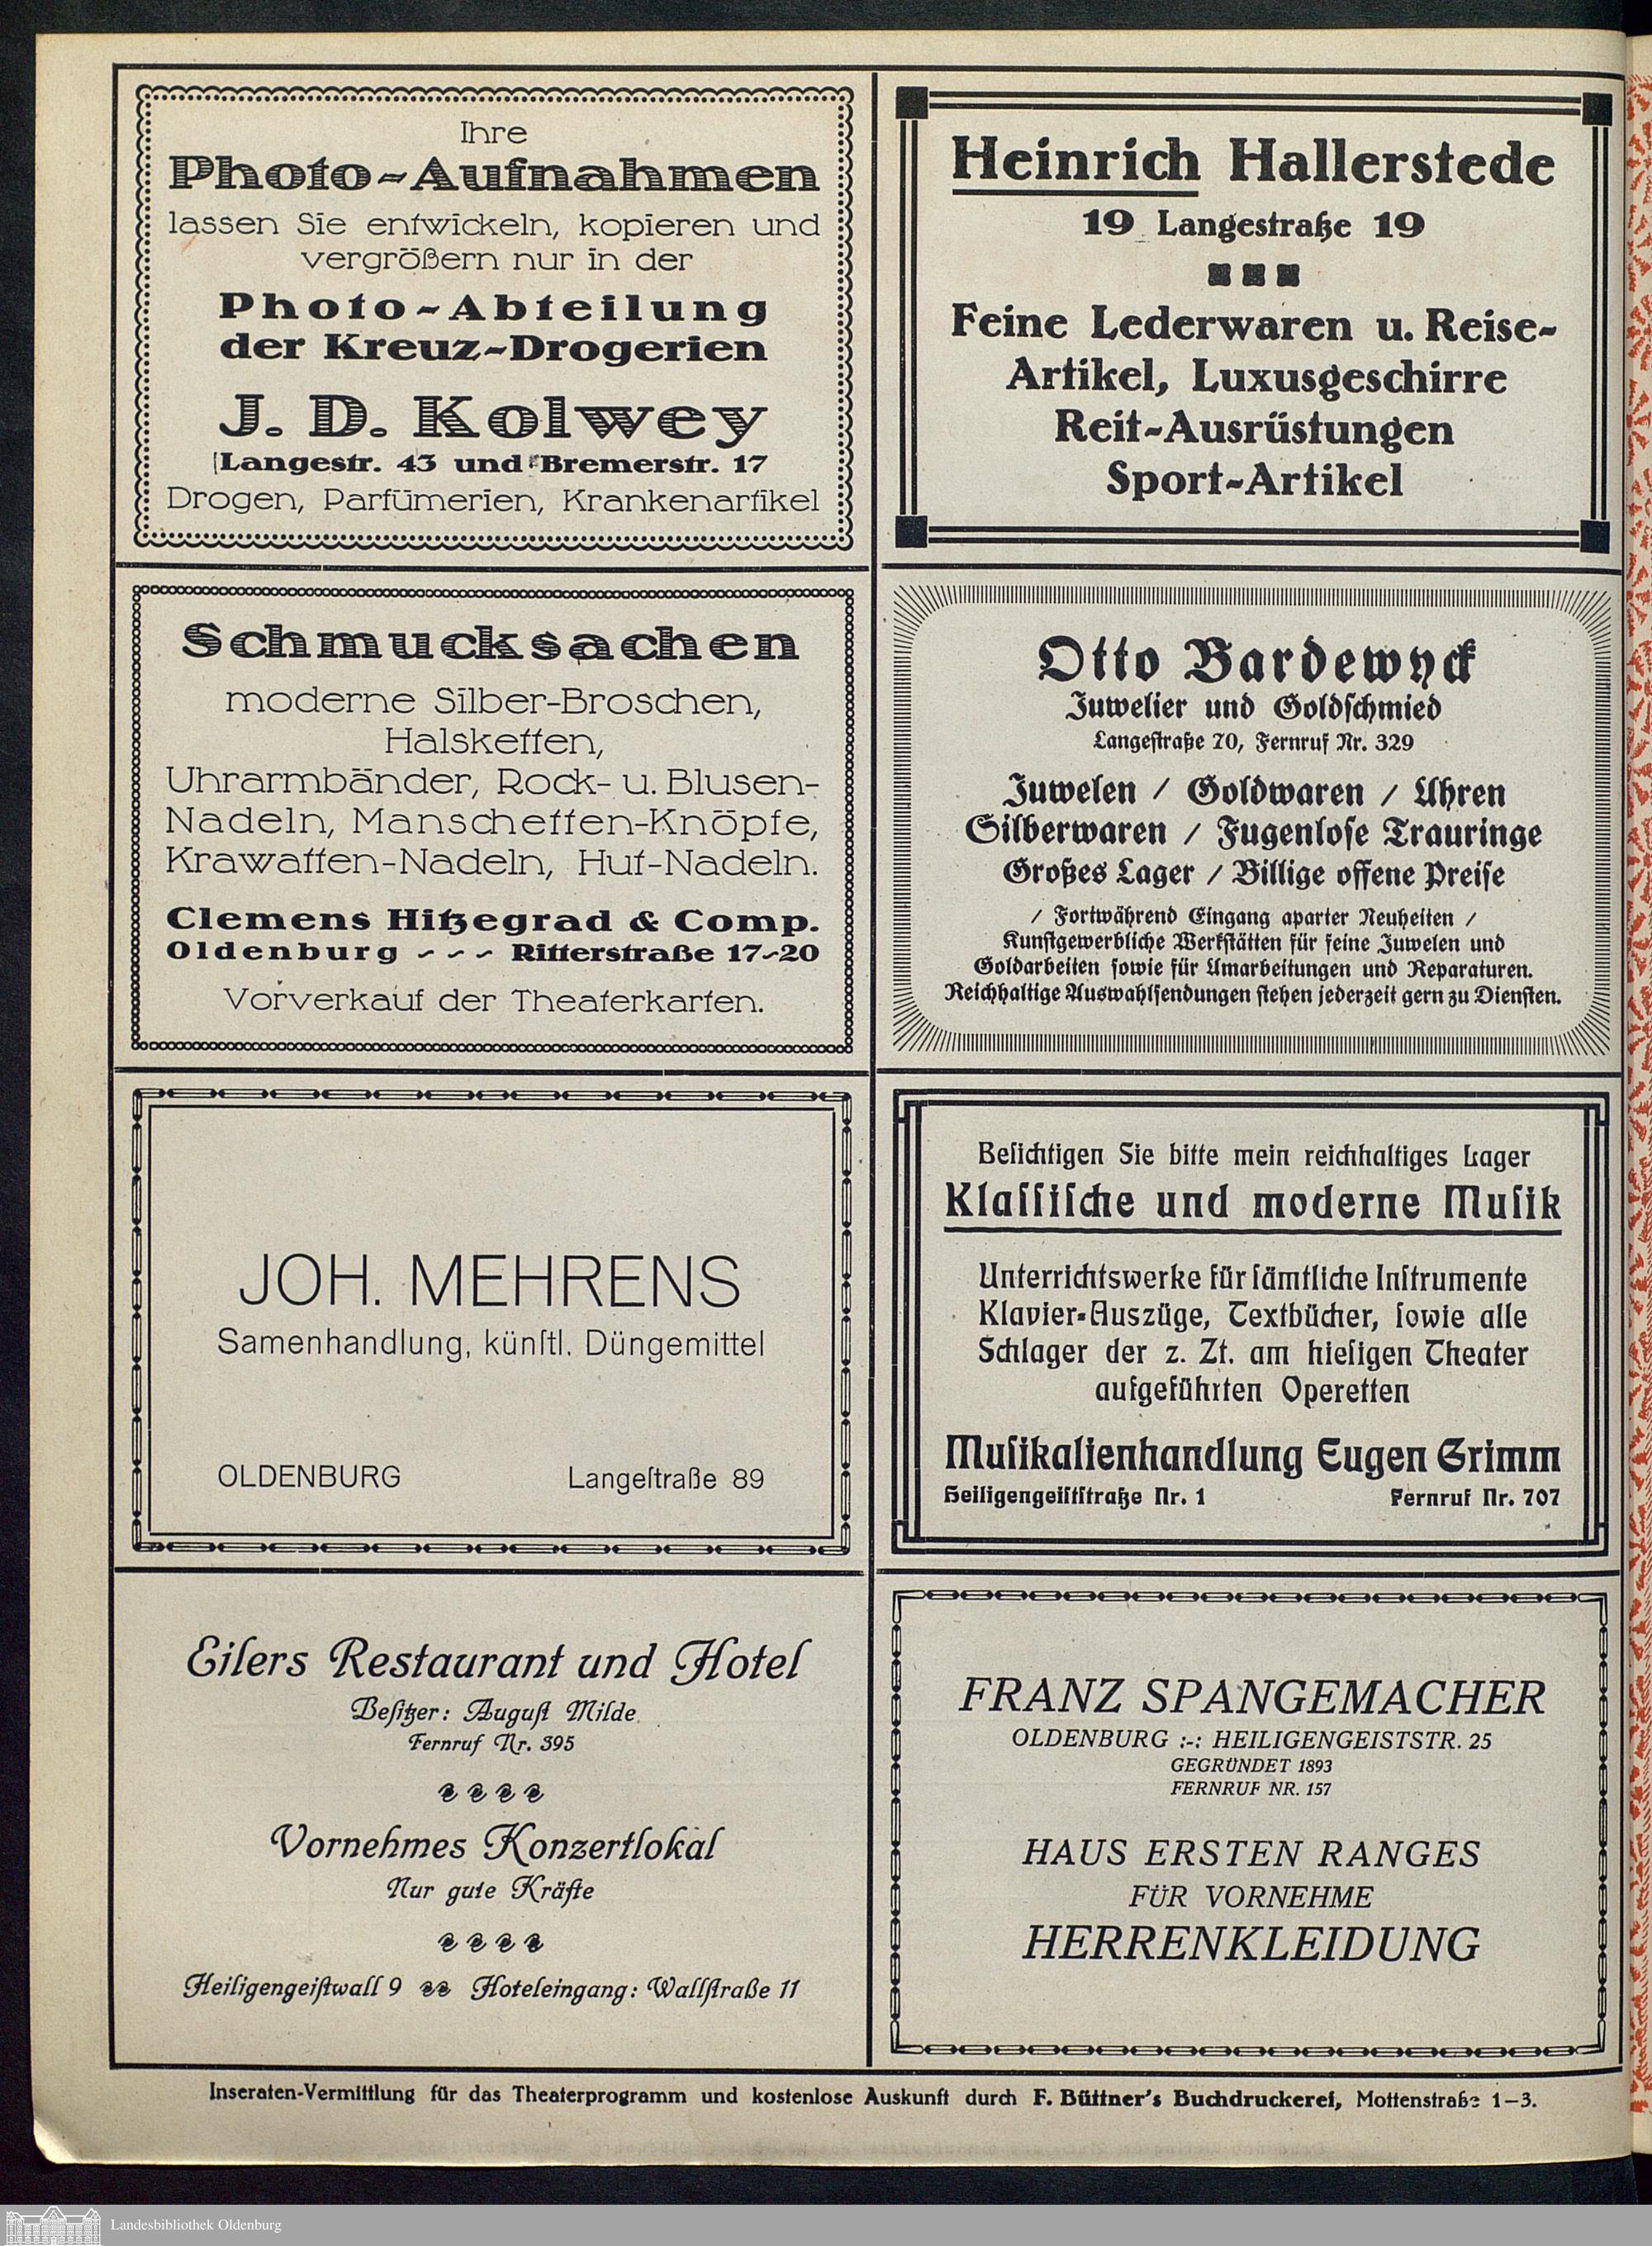 Ihre
Photo-Aufnahmen
lassen Sie entwickeln, kopieren und
vergrößern nur in der
Photo-Abteilung
der Kreuz-Drogerien
J. D. Kolwey
Langestr. 43 und Bremerstr. 17
Drogen, Parfümerien, Krankenartikel
Heinrich Hallerstede
19 Langestraße 19
Feine Lederwaren u. Reise-
Artikel, Luxusgeschirre
Reit-Ausrüstungen
Sport-Artikel
Schmucksachen
moderne Silber-Broschen,
Halsketten,
Uhrarmbänder, Rock- u. Blusen-
Nadeln, Manschetten-Knöpfe,
Krawatten-Nadeln, Hut-Nadeln.
Clemens Hitzegrad & Comp.
Oldenburg - - - Ritterstraße 17-20
Vorverkauf der Theaterkarten.
Otto Bardewyck
Juwelier und Goldſchmied
Langeſtraße 70, Fernruf Nr. 329
Juwelen / Goldwaren / Uhren
Silberwaren / Fugenloſe Trauringe
Großes Lager / Billige offene Preiſe
/ Fortwährend Eingang aparter Neuheiten /
Kunſtgewerbliche Werkſtätten für feine Juwelen und
Goldarbeiten ſowie für Umarbeitungen und Reparaturen.
Reichhaltige Auswahlſendungen ſtehen jederzeit gern zu Dienſten.
JOH. MEHRENS
Samenhandlung, künſtl. Düngemittel
OLDENBURG Langeſtraße 89
Beſichtigen Sie bitte mein reichhaltiges Lager
Klaſſiſche und moderne Muſik
Unterrichtswerke für ſämtliche Inſtrumente
Klavier-Auszüge, Textbücher, ſowie alle
Schlager der z. Zt. am hieſigen Theater
aufgeführten Operetten
Muſikalienhandlung Eugen Grimm
Heiligengeiſtſtraße Nr. 1 Fernruf Nr. 707
Eilers Restaurant und Hotel
Beſitzer: Auguſt Milde
Fernruf Nr. 395
Vornehmes Konzertlokal
Nur gute Kräfte
Heiligengeiſtwall 9 Hoteleingang: Wallſtraße 11
FRANZ SPANGEMACHER
OLDENBURG :-: HEILIGENGEISTSTR. 25
GEGRÜNDET 1893
FERNRUF NR. 157
HAUS ERSTEN RANGES
FÜR VORNEHME
HERRENKLEIDUNG
Inseraten-Vermittlung für das Theaterprogramm und kostenlose Auskunft durch F. Büttner's Buchdruckerei, Mottenstraße 1-3.
Landesbibliothek Oldenburg